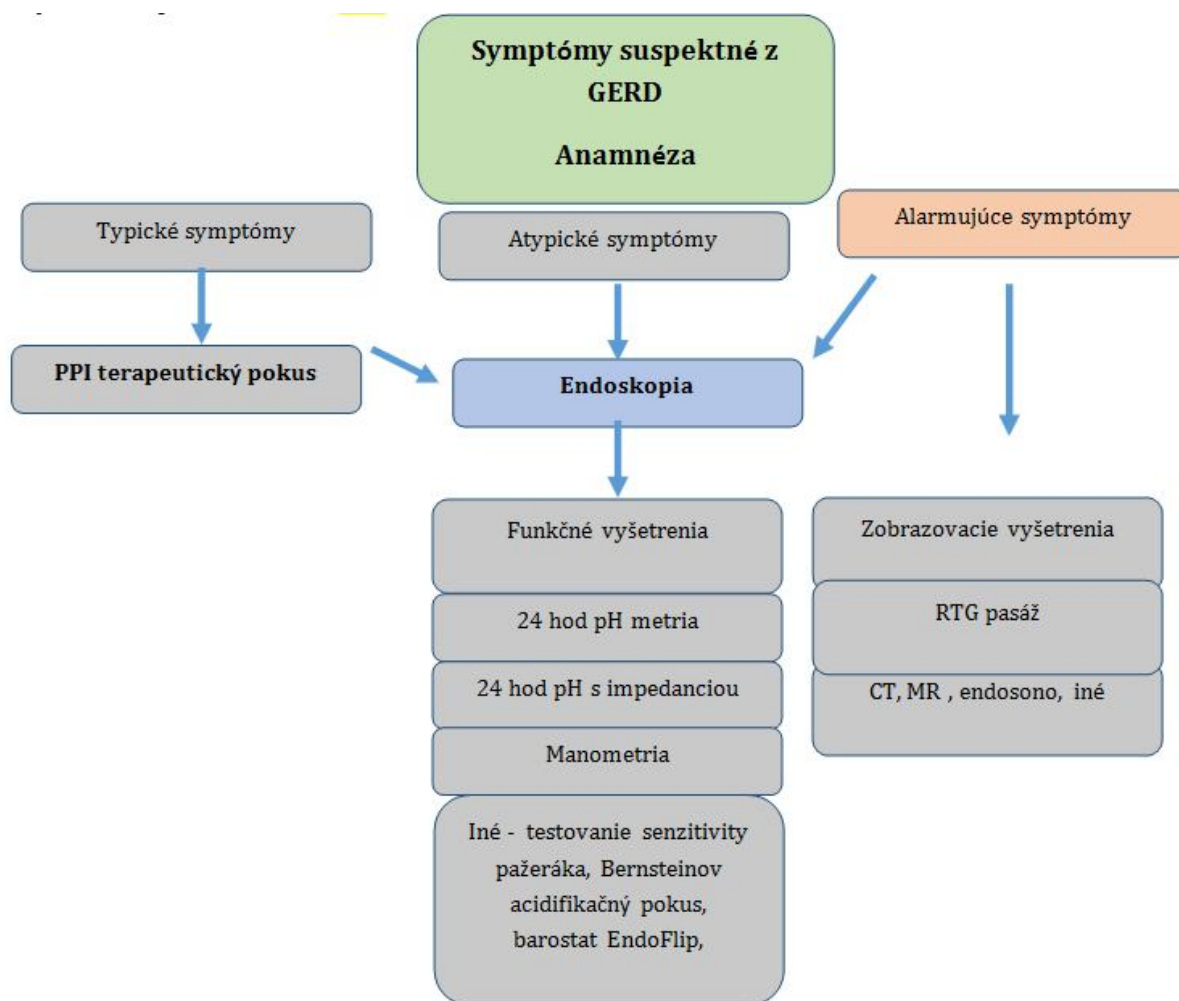 Symptómy suspektné z
GERD
Anamnéza
Typické symptómy
Atypické symptómy
Alarmujúce symptómy
PPI terapeutický pokus
Endoskopia
Funkčné vyšetrenia
24 hod pH metria
24 hod pH s impedanciou
Manometria
Iné - testovanie senzitivity
pažeráka, Bernsteinov
acidifikačný pokus,
barostat EndoFlip,
Zobrazovacie vyšetrenia
RTG pasáž
CT, MR , endosono, iné